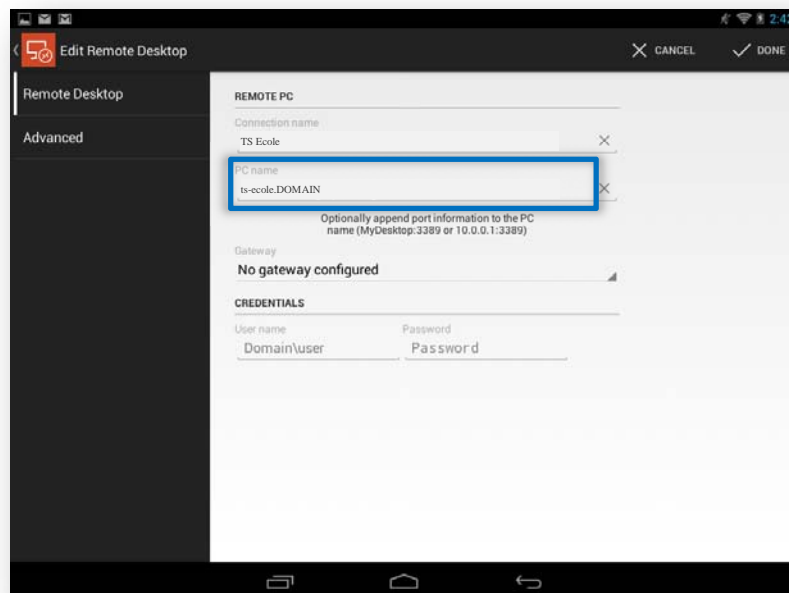 2:42
Edit Remote Desktop
CANCEL
DONE
Remote Desktop
Advanced
REMOTE PC
Connection name
TS Ecole
PC name
ts-ecole.DOMAIN
Optionally append port information to the PC
name (MyDesktop:3389 or 10.0.0.1:3389)
Gateway
No gateway configured
CREDENTIALS
User name Password
Domain\user Password